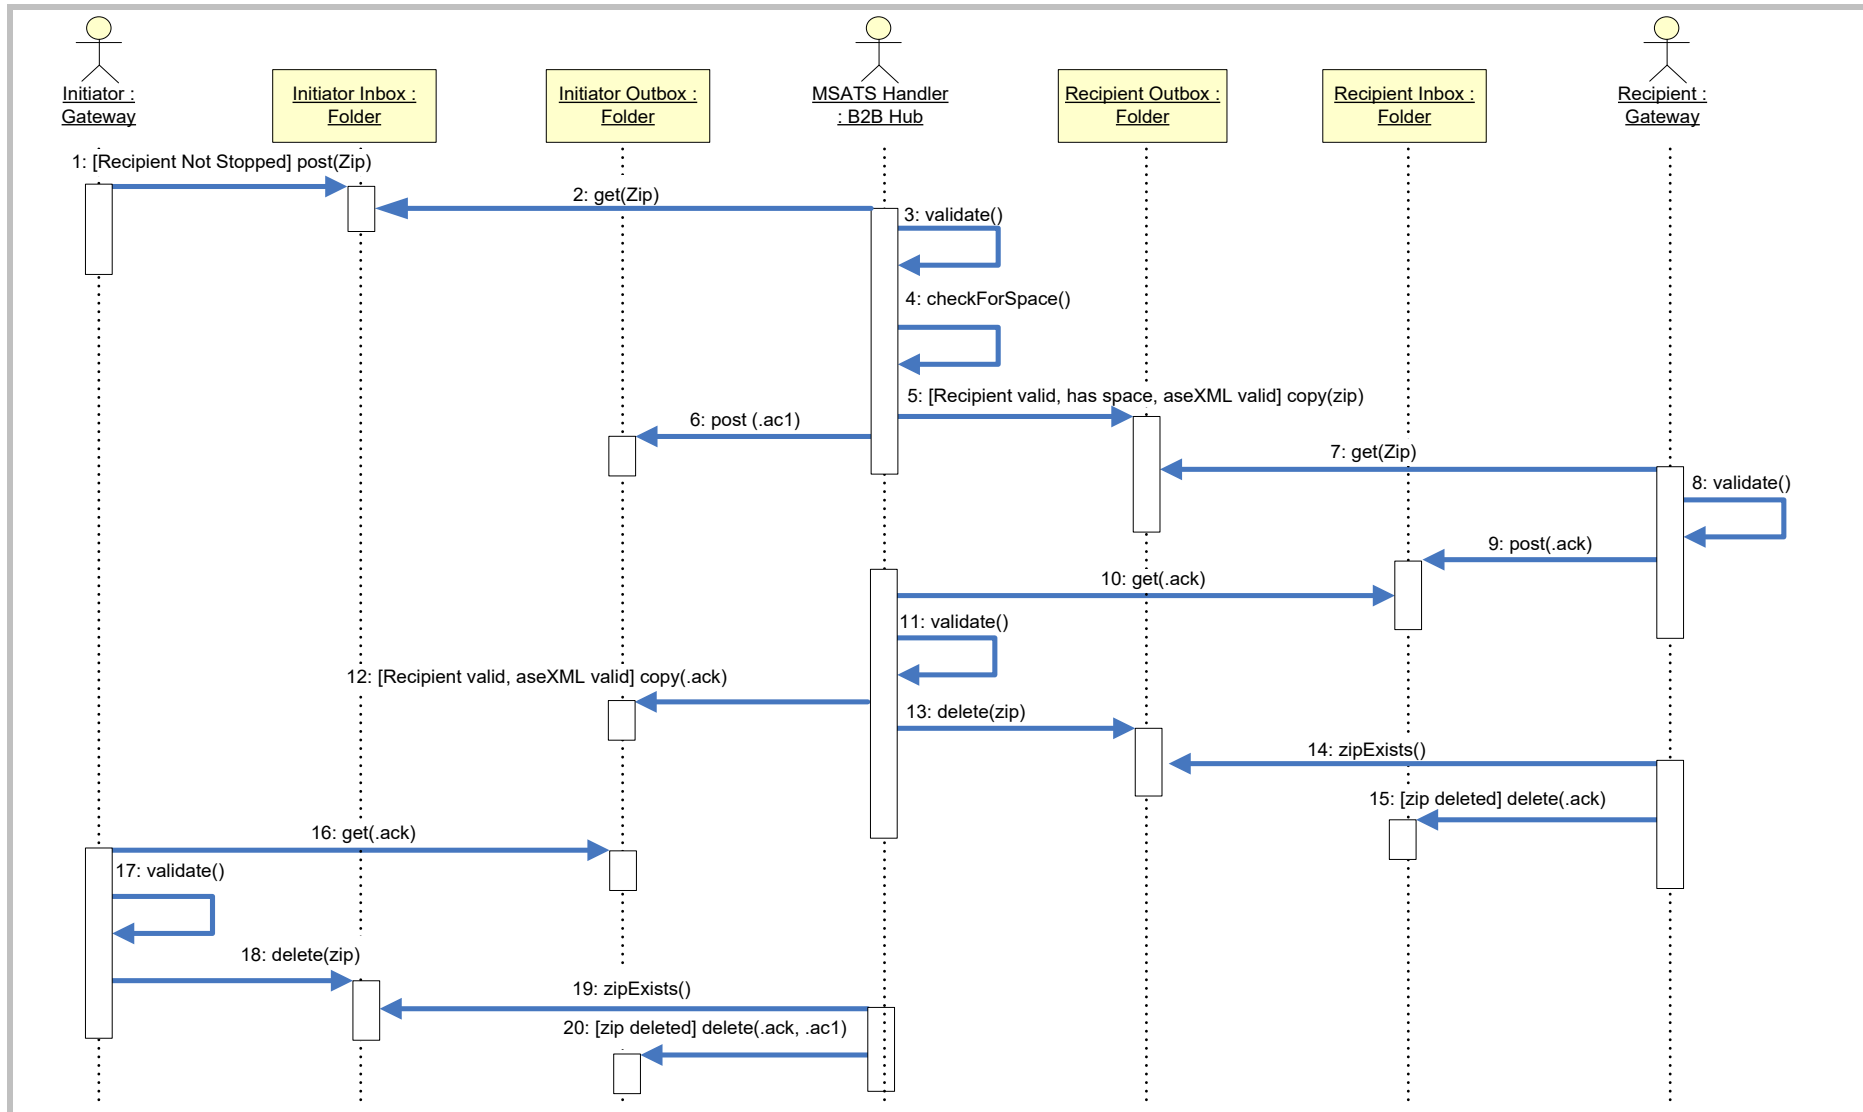 Initiator :
Gateway
Initiator Inbox :
Folder
Initiator Outbox :
Folder
MSATS Handler
: B2B Hub
Recipient Outbox :
Folder
Recipient Inbox :
Folder
Recipient :
Gateway
1: [Recipient Not Stopped] post(Zip)
2: get(Zip)
3: validate()
4: checkForSpace()
5: [Recipient valid, has space, aseXML valid] copy(zip)
6: post (.ac1)
7: get(Zip)
8: validate()
9: post(.ack)
10: get(.ack)
11: validate()
12: [Recipient valid, aseXML valid] copy(.ack)
13: delete(zip)
14: zipExists()
15: [zip deleted] delete(.ack)
16: get(.ack)
17: validate()
18: delete(zip)
19: zipExists()
20: [zip deleted] delete(.ack, .ac1)